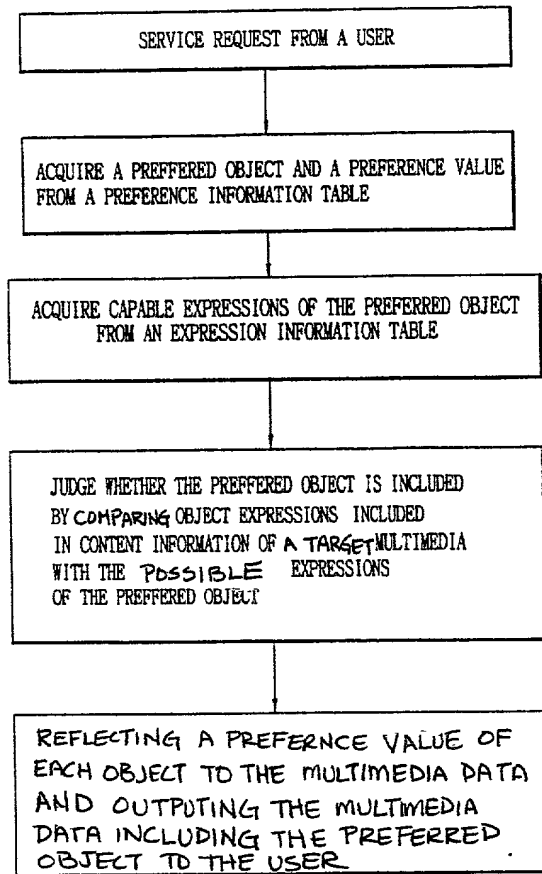 SERVICE REQUEST FROM A USER
ACQUIRE A PREFFERED OBJECT AND A PREFERENCE VALUE
FROM A PREFERENCE INFORMATION TABLE
ACQUIRE CAPABLE EXPRESSIONS OF THE PREFERRED OBJECT
FROM AN EXPRESSION INFORMATION TABLE
JUDGE WHETHER THE PREFFERED OBJECT IS INCLUDED
BY COMPARING OBJECT EXPRESSIONS INCLUDED
IN CONTENT INFORMATION OF A TARGET MULTIMEDIA
WITH THE POSSIBLE EXPRESSIONS
OF THE PREFFERED OBJECT
REFLECTING A PREFERNCE VALUE OF
EACH OBJECT TO THE MULTIMEDIA DATA
AND OUTPUTING THE MULTIMEDIA
DATA INCLUDING THE PREFERRED
OBJECT TO THE USER